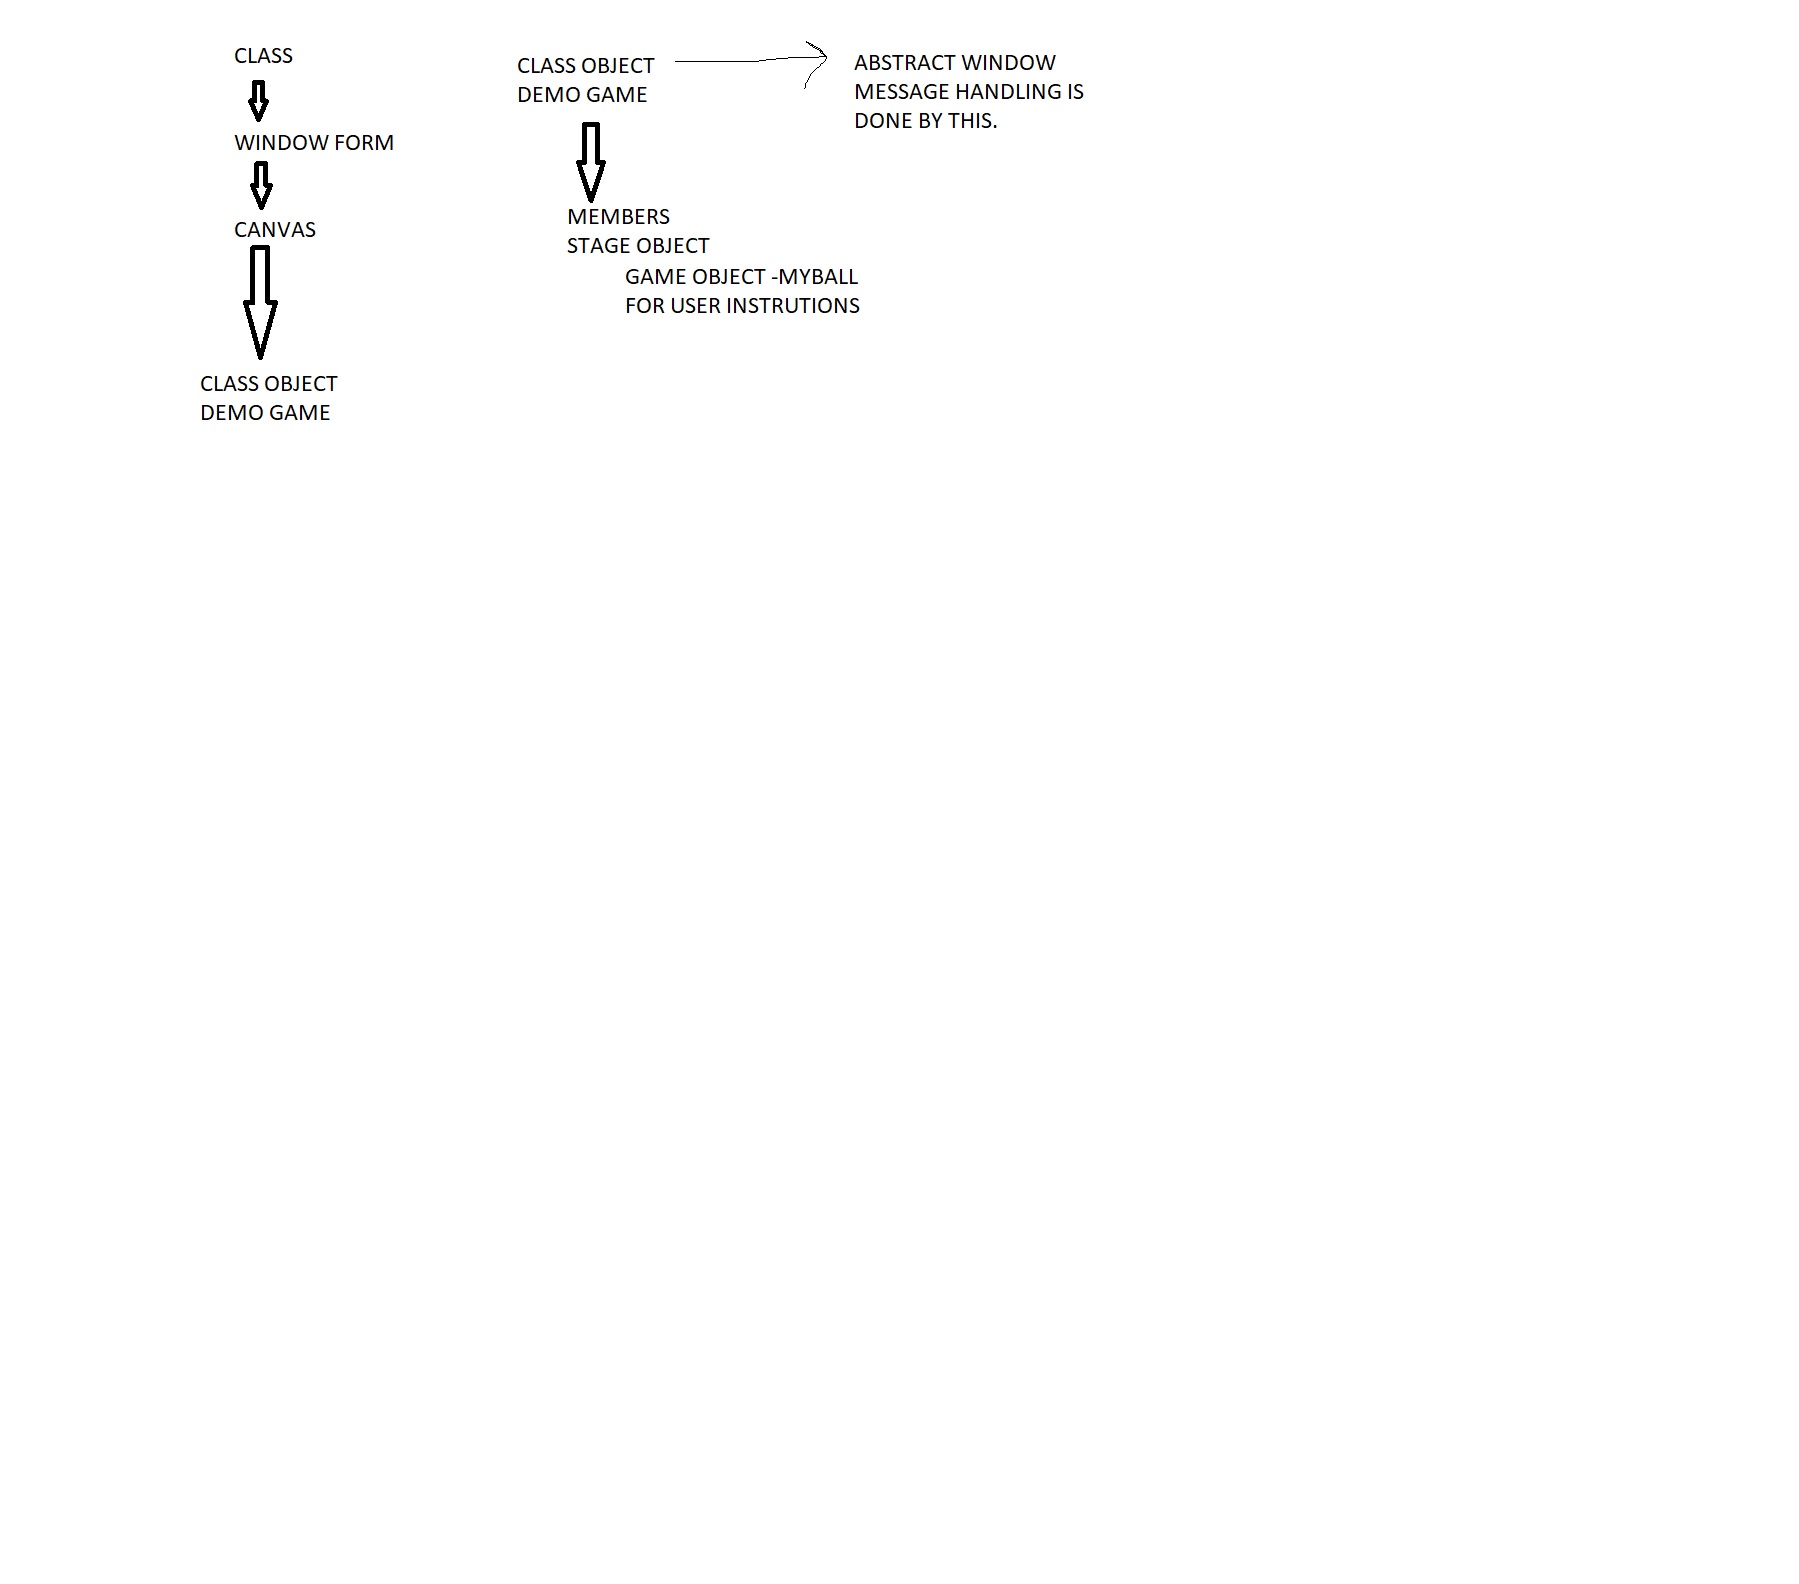 CLASS
WINDOW FORM
CANVAS
CLASS OBJECT
DEMO GAME
CLASS OBJECT
DEMO GAME
ABSTRACT WINDOW
MESSAGE HANDLING IS
DONE BY THIS.
MEMBERS
STAGE OBJECT
GAME OBJECT -MYBALL
FOR USER INSTRUTIONS